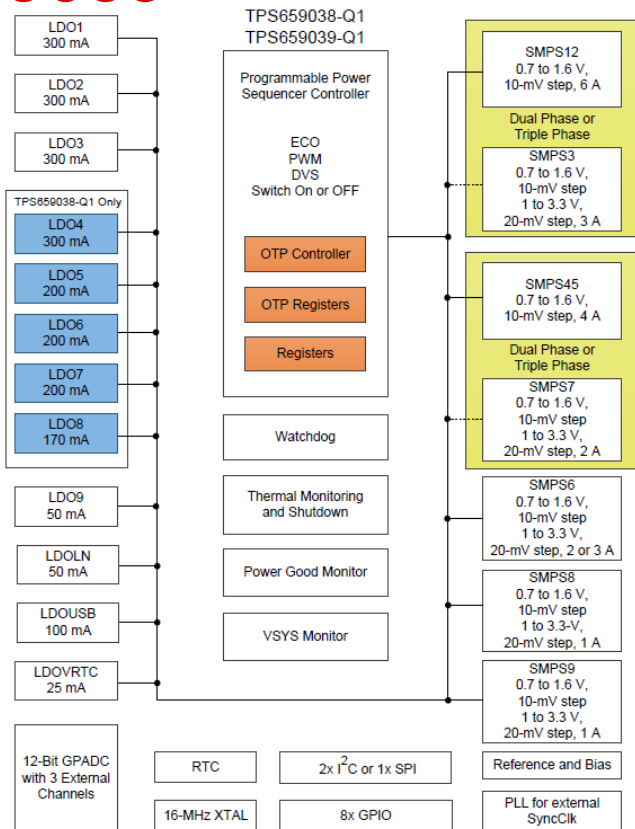 TPS659038-Q1
TPS659039-Q1
LDO1
300 mA
LDO2
300 mA
LDO3
300 mA
TPS659038-Q1 Only
LDO4
300 mA
LDO5
200 mA
LDO6
200 mA
LDO7
200 mA
LDO8
170 mA
LDO9
50 mA
LDOLN
50 mA
LDOUSB
100 mA
LDOVRTC
25 mA
12-Bit GPADC
with 3 External
Channels
Programmable Power
Sequencer Controller
ECO
PWM
DVS
Switch On or OFF
OTP Controller
OTP Registers
Registers
Watchdog
Thermal Monitoring
and Shutdown
Power Good Monitor
VSYS Monitor
RTC
2x I²C or 1x SPI
16-MHz XTAL
8x GPIO
SMPS12
0.7 to 1.6 V,
10-mV step, 6 A
Dual Phase or
Triple Phase
SMPS3
0.7 to 1.6 V,
10-mV step
1 to 3.3 V,
20-mV step, 3 A
SMPS45
0.7 to 1.6 V,
10-mV step, 4 A
Dual Phase or
Triple Phase
SMPS7
0.7 to 1.6 V,
10-mV step
1 to 3.3 V,
20-mV step, 2 A
SMPS6
0.7 to 1.6 V,
10-mV step
1 to 3.3 V,
20-mV step, 2 or 3 A
SMPS8
0.7 to 1.6 V,
10-mV step
1 to 3.3-V,
20-mV step, 1 A
SMPS9
0.7 to 1.6 V,
10-mV step
1 to 3.3 V,
20-mV step, 1 A
Reference and Bias
PLL for external
SyncClk